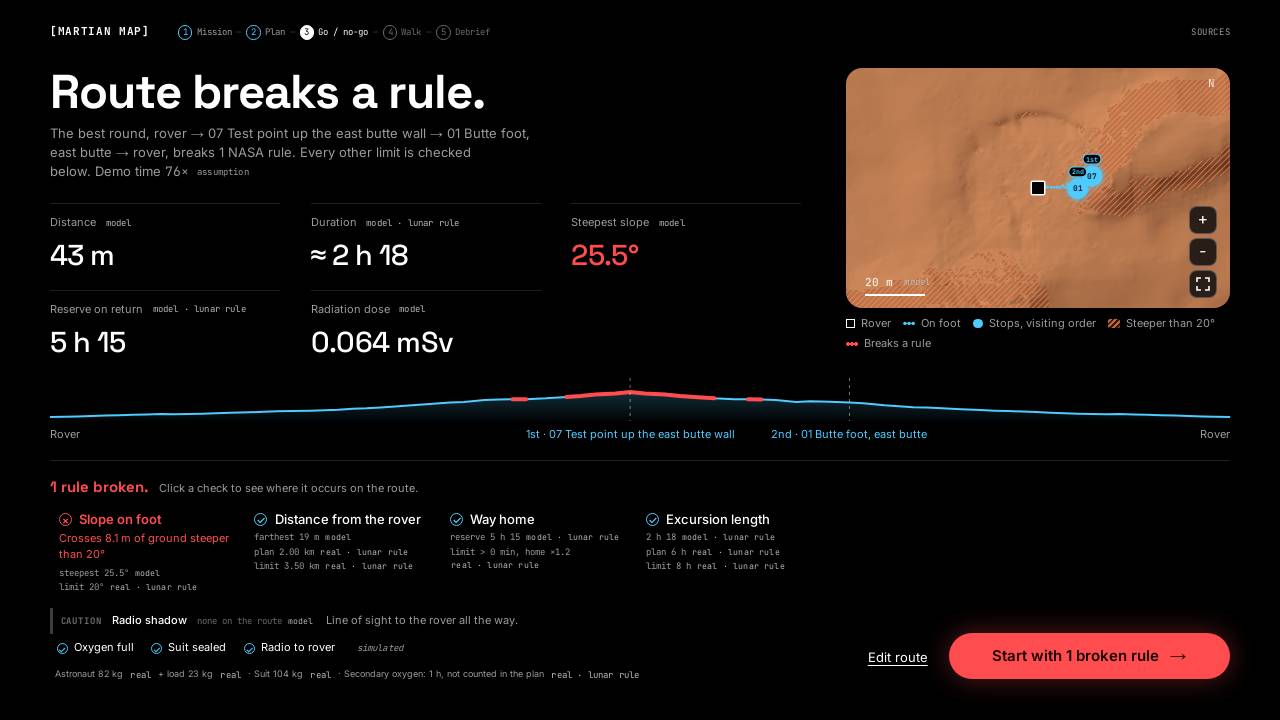 [MARTIAN MAP]
1 Mission – 2 Plan – 3 Go / no-go – 4 Walk – 5 Debrief
SOURCES
Route breaks a rule.
The best round, rover → 07 Test point up the east butte wall → 01 Butte foot,
east butte → rover, breaks 1 NASA rule. Every other limit is checked
below. Demo time 76× assumption
Distance model
43 m
Duration model · lunar rule
≈ 2 h 18
Steepest slope model
25.5°
Reserve on return model · lunar rule
5 h 15
Radiation dose model
0.064 mSv
N
1st
2nd
07
01
+
-
20 m model
Rover On foot Stops, visiting order Steeper than 20°
Breaks a rule
Rover
1st · 07 Test point up the east butte wall
2nd · 01 Butte foot, east butte
Rover
1 rule broken. Click a check to see where it occurs on the route.
Slope on foot
Crosses 8.1 m of ground steeper
than 20°
steepest 25.5° model
limit 20° real · lunar rule
Distance from the rover
farthest 19 m model
plan 2.00 km real · lunar rule
limit 3.50 km real · lunar rule
Way home
reserve 5 h 15 model · lunar rule
limit > 0 min, home ×1.2
real · lunar rule
Excursion length
2 h 18 model · lunar rule
plan 6 h real · lunar rule
limit 8 h real · lunar rule
CAUTION Radio shadow none on the route model Line of sight to the rover all the way.
Oxygen full Suit sealed Radio to rover simulated
Astronaut 82 kg real + load 23 kg real · Suit 104 kg real · Secondary oxygen: 1 h, not counted in the plan real · lunar rule
Edit route
Start with 1 broken rule →